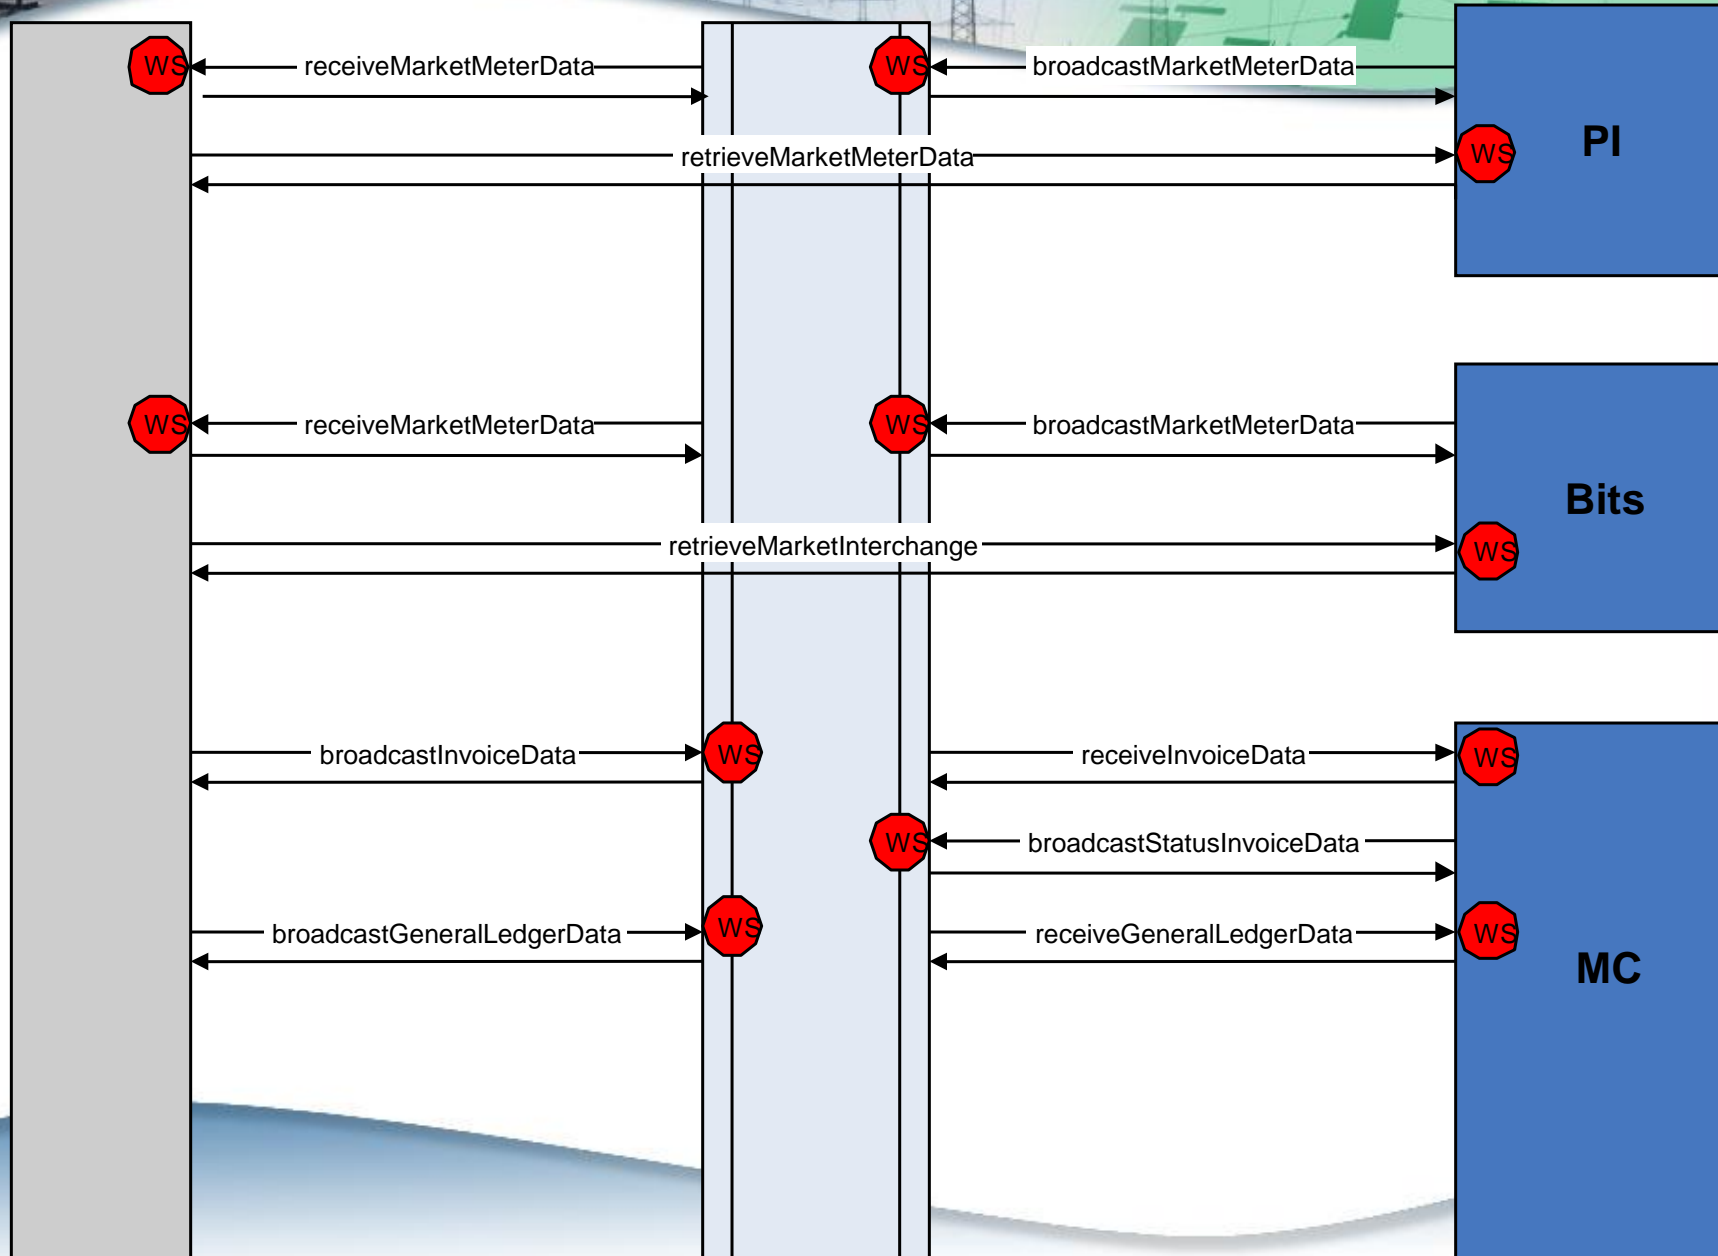 WS receiveMarketMeterData WS broadcastMarketMeterData
PI
retrieveMarketMeterData WS
WS receiveMarketMeterData WS broadcastMarketMeterData
Bits
retrieveMarketInterchange WS
broadcastInvoiceData WS receiveInvoiceData WS
WS broadcastStatusInvoiceData
broadcastGeneralLedgerData WS receiveGeneralLedgerData WS
MC